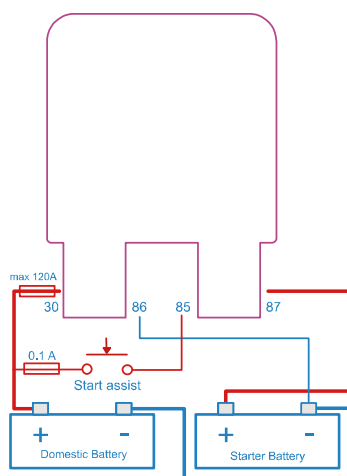 max 120A
30
86
85
87
0.1 A
Start assist
+
-
+
-
Domestic Battery
Starter Battery